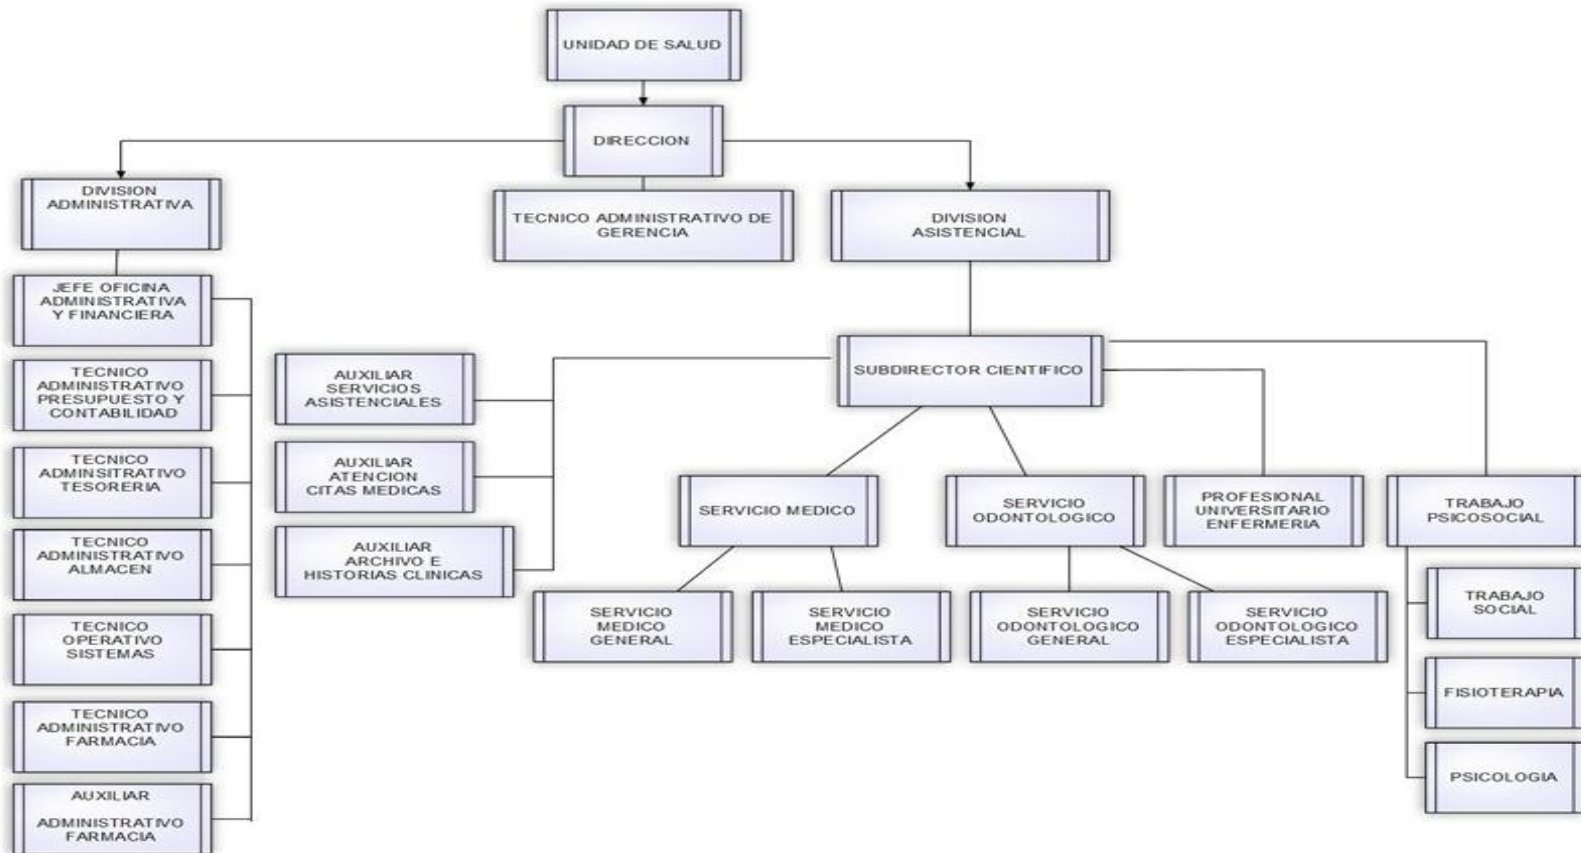 UNIDAD DE SALUD
DIRECCION
DIVISION
ADMINISTRATIVA
TECNICO ADMINISTRATIVO DE
GERENCIA
DIVISION
ASISTENCIAL
JEFE OFICINA
ADMINISTRATIVA
Y FINANCIERA
TECNICO
ADMINISTRATIVO
PRESUPUESTO Y
CONTABILIDAD
TECNICO
ADMINSITRATIVO
TESORERIA
TECNICO
ADMINISTRATIVO
ALMACEN
TECNICO
OPERATIVO
SISTEMAS
TECNICO
ADMINISTRATIVO
FARMACIA
AUXILIAR
ADMINISTRATIVO
FARMACIA
SUBDIRECTOR CIENTIFICO
AUXILIAR
SERVICIOS
ASISTENCIALES
AUXILIAR
ATENCION
CITAS MEDICAS
AUXILIAR
ARCHIVO E
HISTORIAS CLINICAS
SERVICIO MEDICO
SERVICIO
ODONTOLOGICO
PROFESIONAL
UNIVERSITARIO
ENFERMERIA
TRABAJO
PSICOSOCIAL
SERVICIO
MEDICO
GENERAL
SERVICIO
MEDICO
ESPECIALISTA
SERVICIO
ODONTOLOGICO
GENERAL
SERVICIO
ODONTOLOGICO
ESPECIALISTA
TRABAJO
SOCIAL
FISIOTERAPIA
PSICOLOGIA